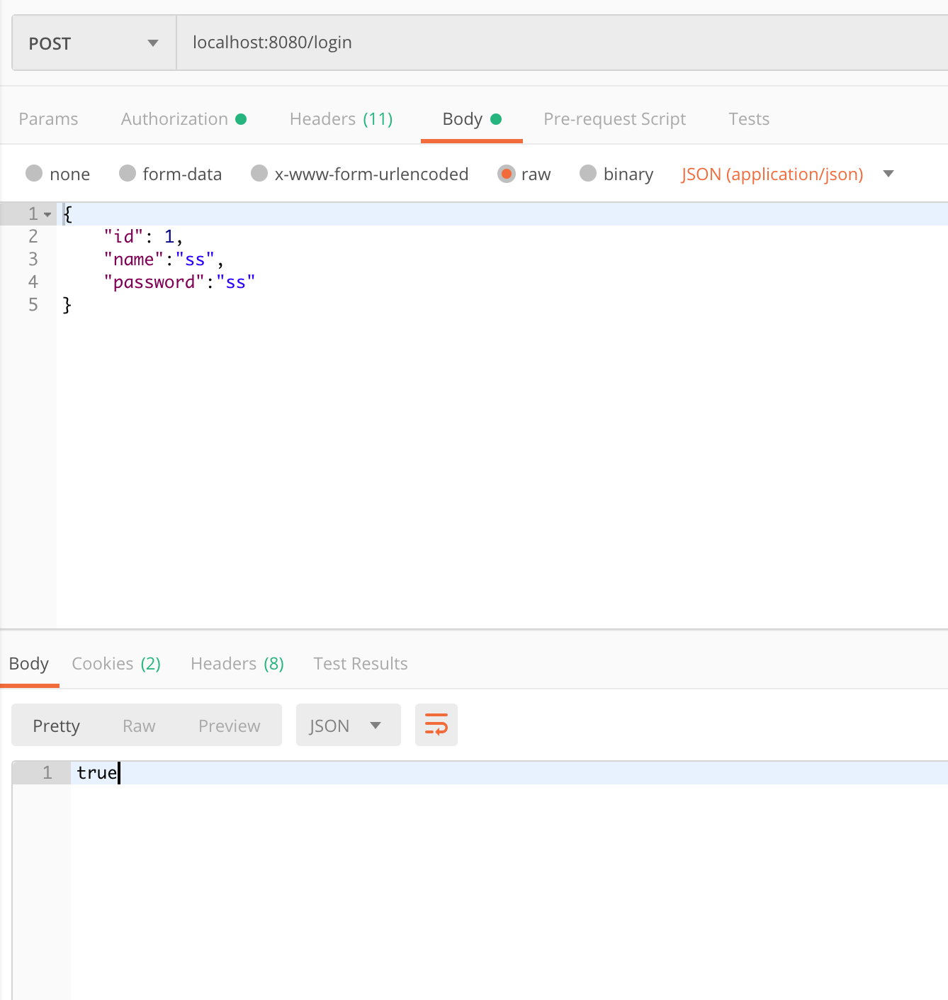 POST localhost:8080/login
Params Authorization Headers (11) Body Pre-request Script Tests
none form-data x-www-form-urlencoded raw binary JSON (application/json)
1 {
2 "id": 1,
3 "name":"ss",
4 "password":"ss"
5 }
Body Cookies (2) Headers (8) Test Results
Pretty Raw Preview JSON
1 true